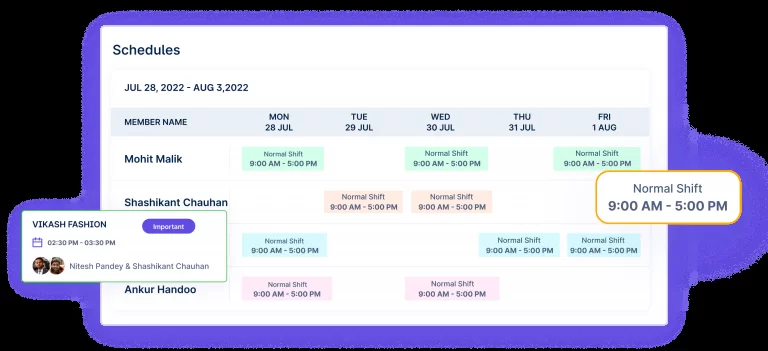 Schedules
JUL 28, 2022 - AUG 3,2022
MEMBER NAME
MON
28 JUL
TUE
29 JUL
WED
30 JUL
THU
31 JUL
FRI
1 AUG
Mohit Malik
Normal Shift
9:00 AM - 5:00 PM
Normal Shift
9:00 AM - 5:00 PM
Normal Shift
9:00 AM - 5:00 PM
Shashikant Chauhan
Normal Shift
9:00 AM - 5:00 PM
Normal Shift
9:00 AM - 5:00 PM
Normal Shift
9:00 AM - 5:00 PM
VIKASH FASHION
Important
02:30 PM - 03:30 PM
Nitesh Pandey & Shashikant Chauhan
Normal Shift
9:00 AM - 5:00 PM
Normal Shift
9:00 AM - 5:00 PM
Normal Shift
9:00 AM - 5:00 PM
Ankur Handoo
Normal Shift
9:00 AM - 5:00 PM
Normal Shift
9:00 AM - 5:00 PM